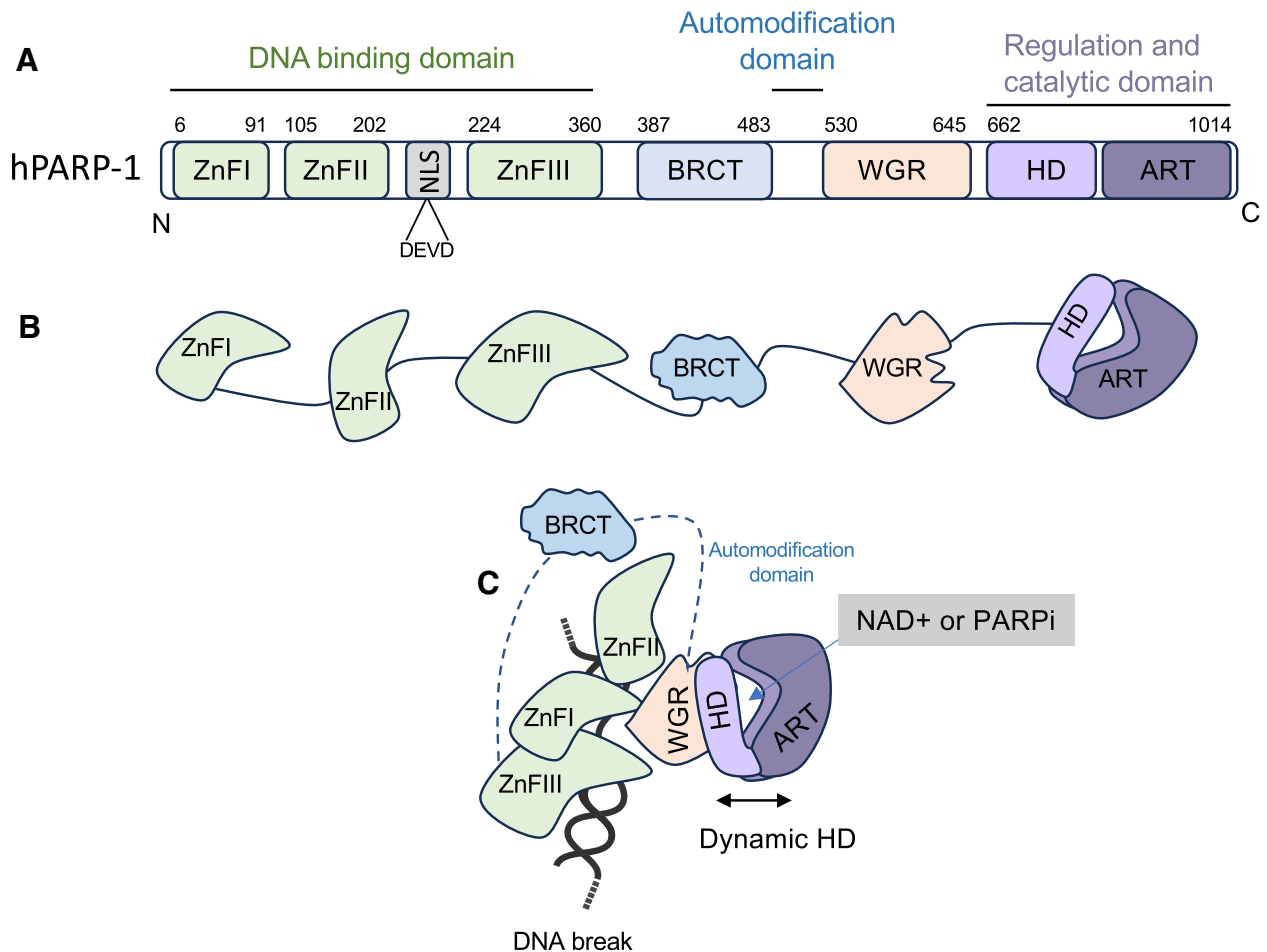 A
DNA binding domain
Automodification
domain
Regulation and
catalytic domain
6 91 105 202 224 360 387 483 530 645 662 1014
hPARP-1 ZnFI ZnFII NLS ZnFIII BRCT WGR HD ART
N C
DEVD
B
ZnFI ZnFII ZnFIII BRCT WGR HD ART
C
BRCT
Automodification
domain
NAD+ or PARPi
ZnFII
ZnFI
WGR HD ART
ZnFIII
Dynamic HD
DNA break